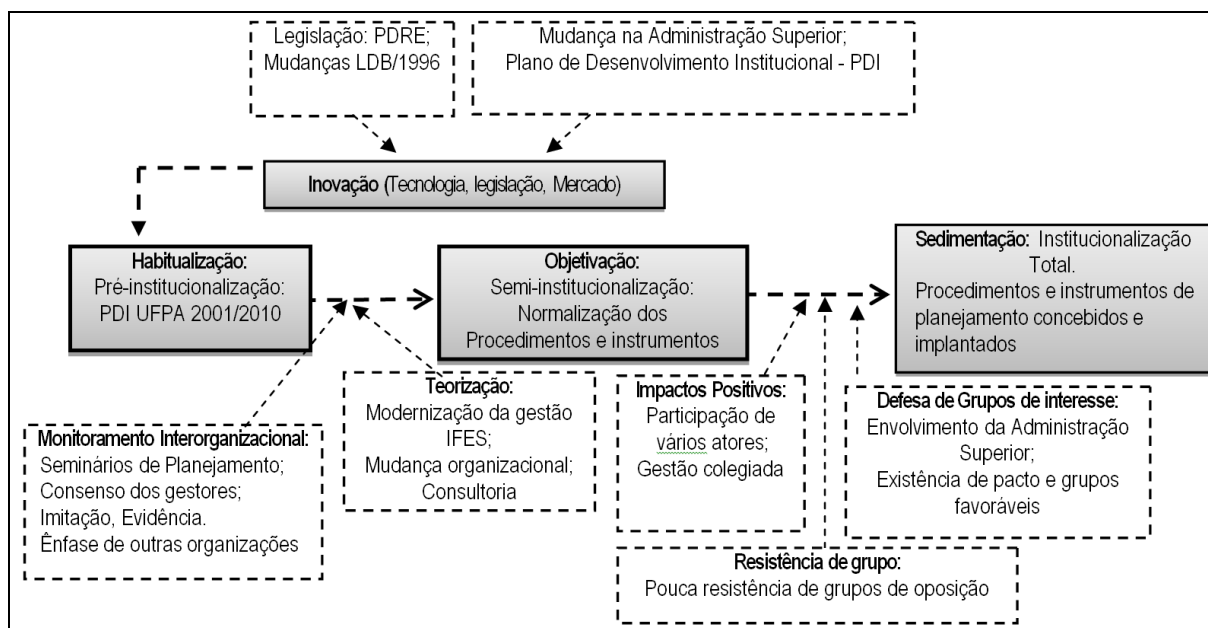 Legislação: PDRE;
Mudanças LDB/1996
Mudança na Administração Superior;
Plano de Desenvolvimento Institucional - PDI
Inovação (Tecnologia, legislação, Mercado)
Habitualização:
Pré-institucionalização:
PDI UFPA 2001/2010
Objetivação:
Semi-institucionalização:
Normalização dos
Procedimentos e instrumentos
Sedimentação: Institucionalização
Total.
Procedimentos e instrumentos de
planejamento concebidos e
implantados
Monitoramento Interorganizacional:
Seminários de Planejamento;
Consenso dos gestores;
Imitação, Evidência.
Ênfase de outras organizações
Teorização:
Modernização da gestão
IFES;
Mudança organizacional;
Consultoria
Impactos Positivos:
Participação de
vários atores;
Gestão colegiada
Defesa de Grupos de interesse:
Envolvimento da Administração
Superior;
Existência de pacto e grupos
favoráveis
Resistência de grupo:
Pouca resistência de grupos de oposição